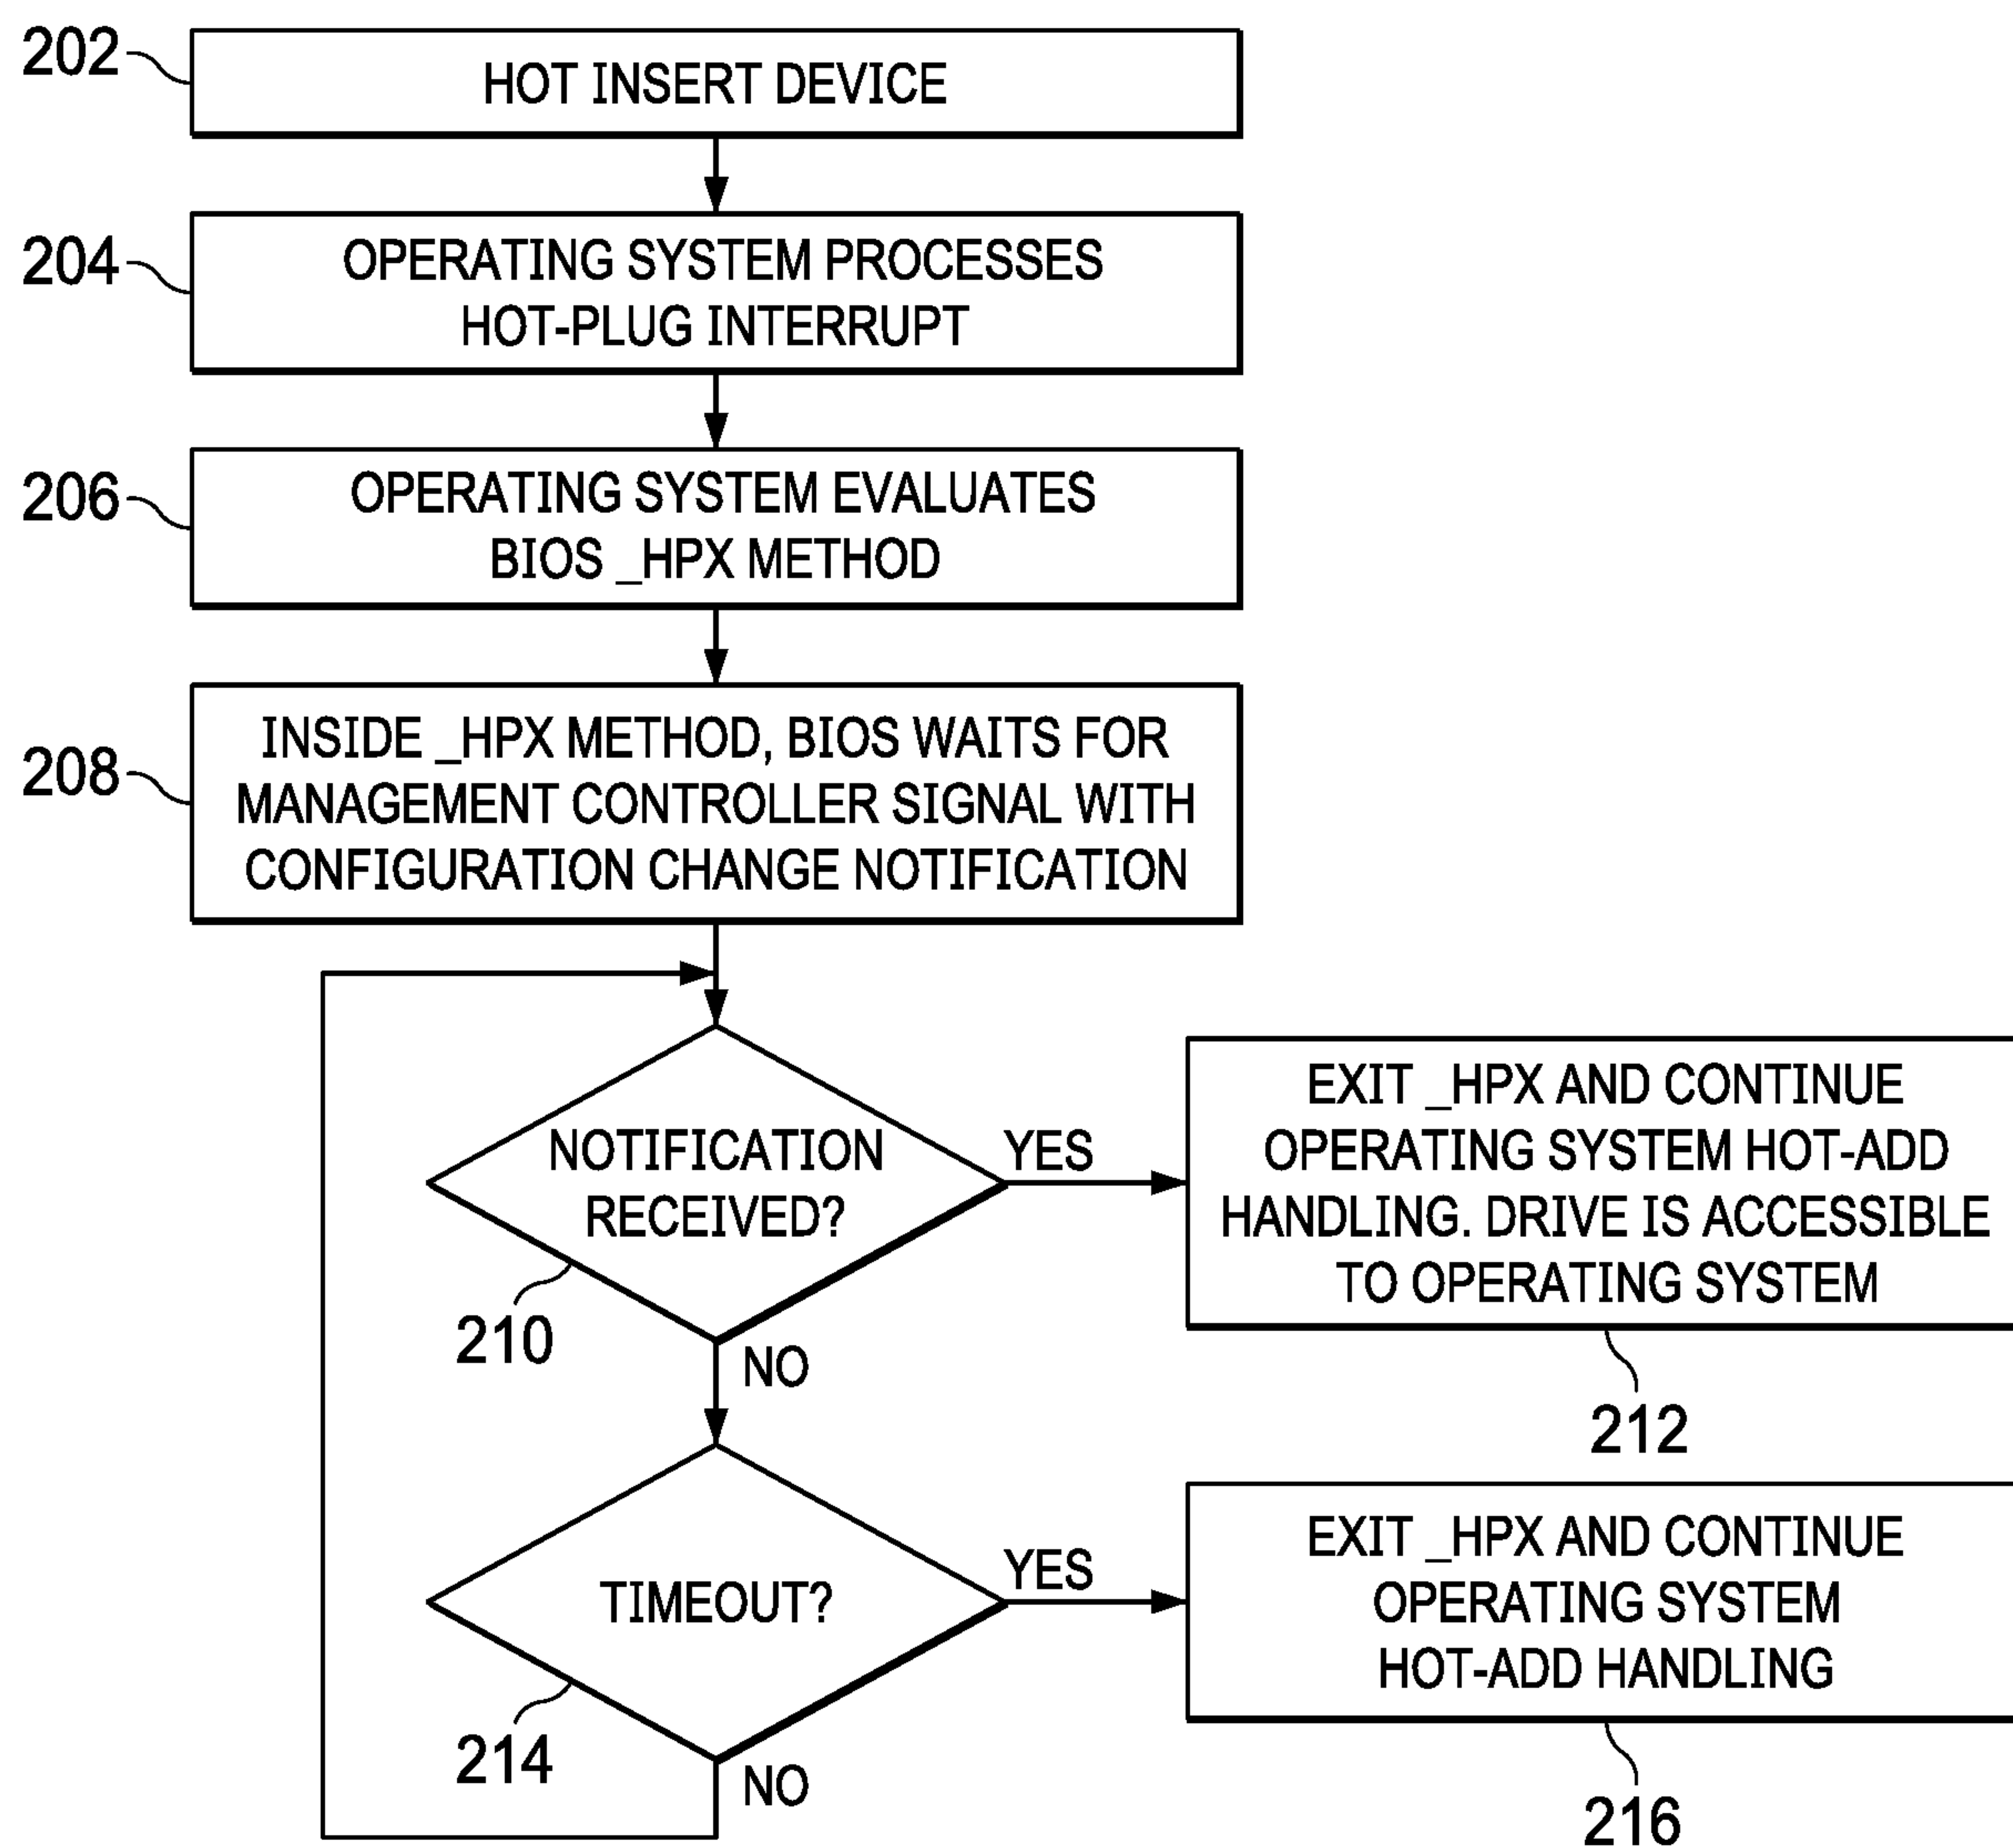 202
HOT INSERT DEVICE
204
OPERATING SYSTEM PROCESSES
HOT-PLUG INTERRUPT
206
OPERATING SYSTEM EVALUATES
BIOS _HPX METHOD
208
INSIDE _HPX METHOD, BIOS WAITS FOR
MANAGEMENT CONTROLLER SIGNAL WITH
CONFIGURATION CHANGE NOTIFICATION
NOTIFICATION
RECEIVED?
YES
NO
210
EXIT _HPX AND CONTINUE
OPERATING SYSTEM HOT-ADD
HANDLING. DRIVE IS ACCESSIBLE
TO OPERATING SYSTEM
212
TIMEOUT?
YES
NO
214
EXIT _HPX AND CONTINUE
OPERATING SYSTEM
HOT-ADD HANDLING
216